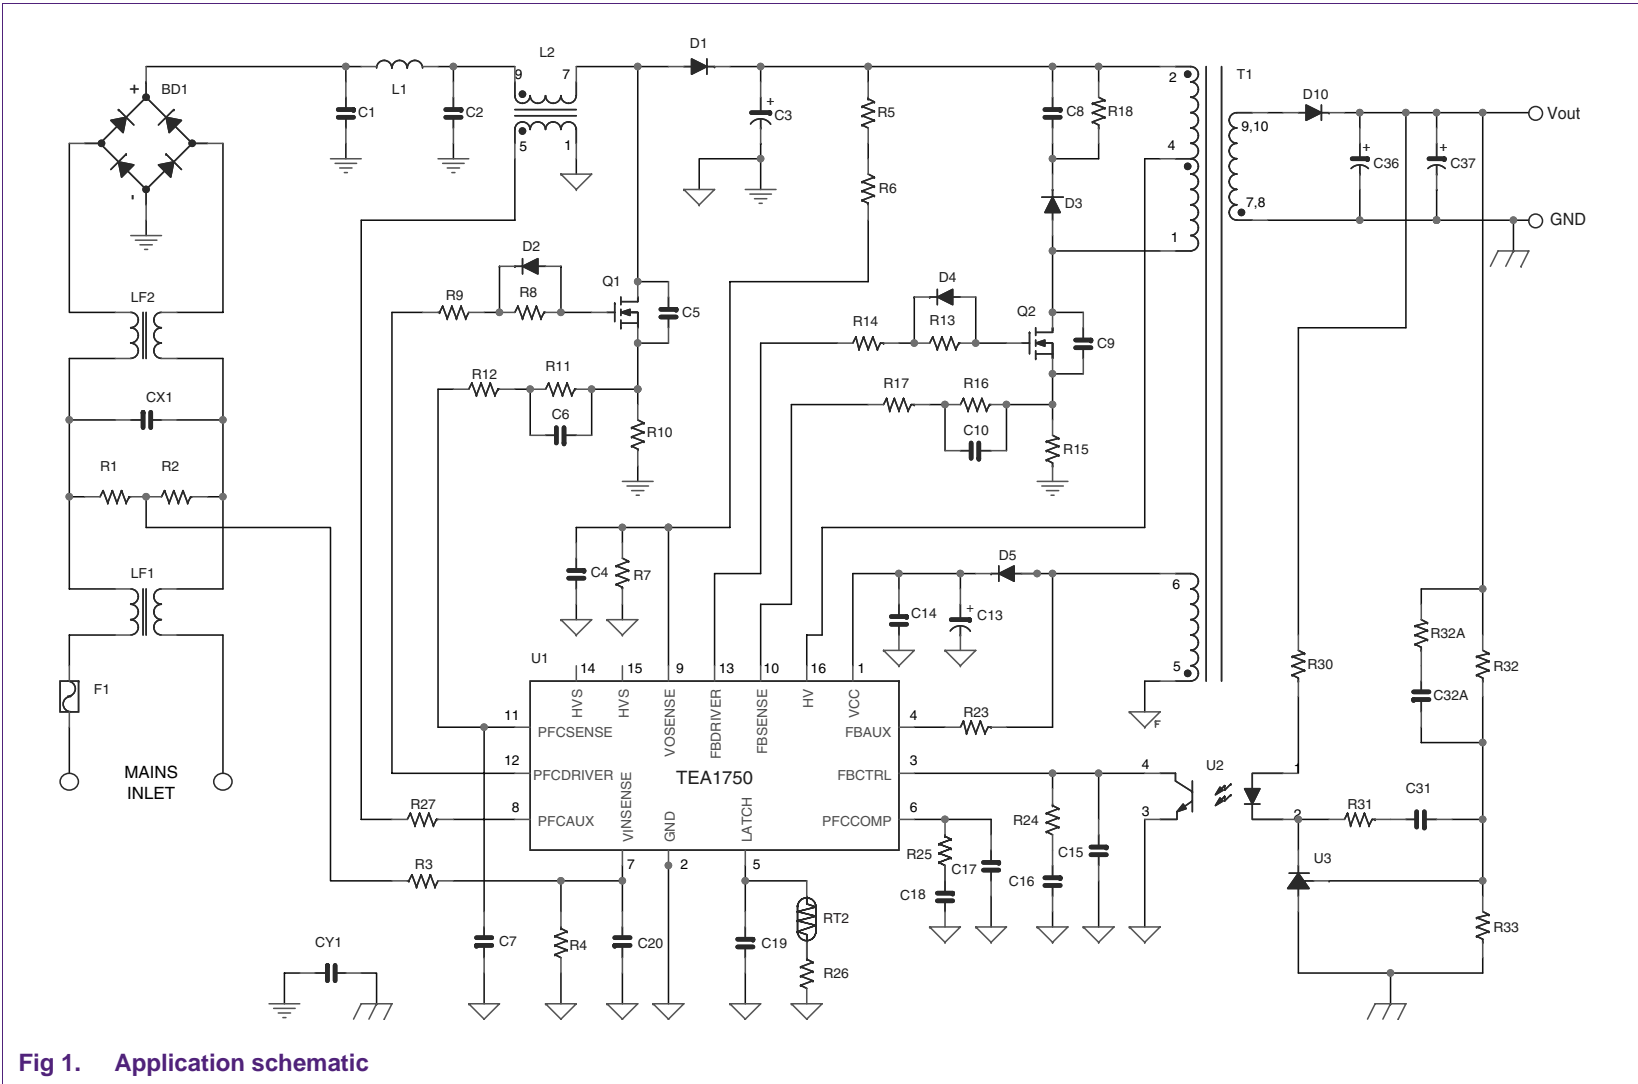 D1
L2
T1
9
7
2
+
BD1
L1
D10
C1
C2
+
C3
R5
C8
R18
9,10
Vout
5
1
4
+
C36
+
C37
-
R6
D3
7,8
GND
1
D2
D4
LF2
Q1
R9
R8
C5
R14
R13
Q2
C9
R12
R11
R17
R16
CX1
C6
R10
C10
R15
R1
R2
LF1
C4
R7
D5
6
C14
+
C13
R32A
U1
14
15
9
13
10
16
1
5
R30
R32
F1
HVS
HVS
VOSENSE
FBDRIVER
FBSENSE
HV
VCC
C32A
11
PFCSENSE
4
R23
FBAUX
F
MAINS
INLET
12
PFCDRIVER
TEA1750
3
FBCTRL
4
U2
1
R27
8
PFCAUX
VINSENSE
GND
LATCH
6
PFCCOMP
R24
3
2
R31
C31
R3
7
2
5
R25
C17
C18
C15
C16
U3
CY1
C7
R4
C20
C19
RT2
R26
R33
Fig 1. Application schematic